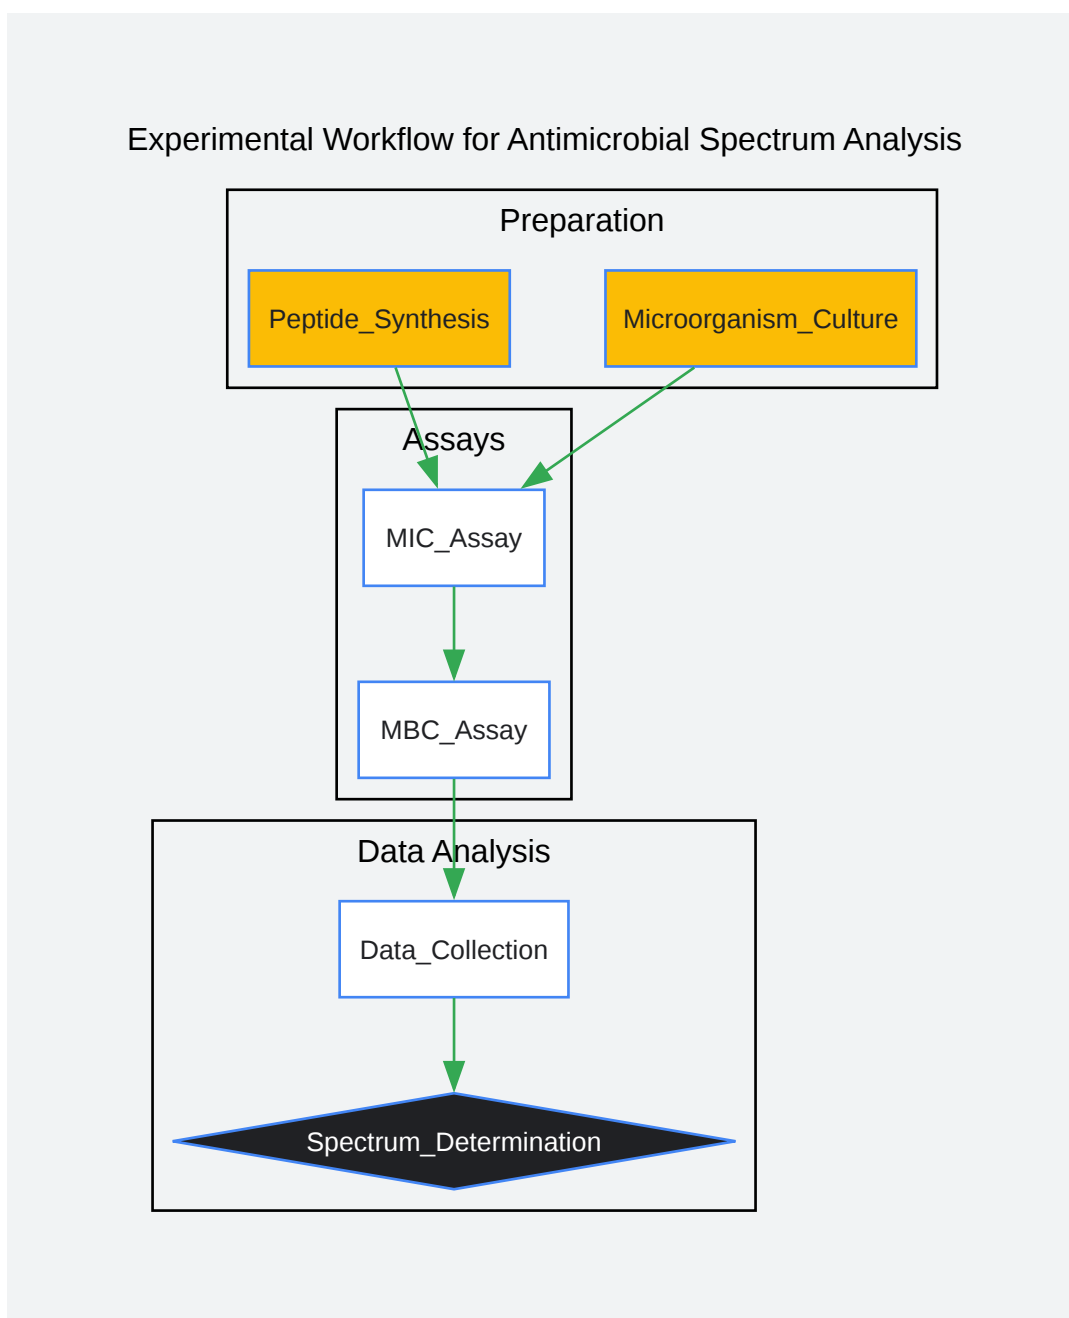 Experimental Workflow for Antimicrobial Spectrum Analysis
Preparation
Peptide_Synthesis
Microorganism_Culture
Assays
MIC_Assay
MBC_Assay
Data Analysis
Data_Collection
Spectrum_Determination